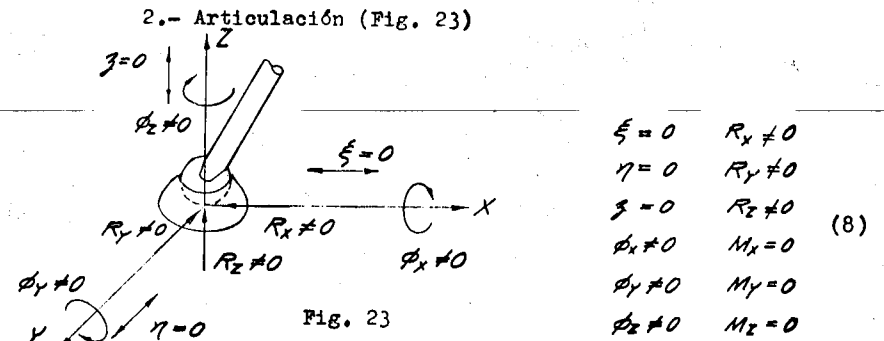 2.- Articulación (Fig. 23)
Z
ʒ=0
ϕz≠0
ξ=0
X
Ry≠0
Rx≠0
Rz≠0
ϕx≠0
ϕy≠0
η=0
Y
Fig. 23
ξ=0 Rx≠0
η=0 Ry≠0
ʒ=0 Rz≠0
(8)
ϕx≠0 Mx=0
ϕy≠0 My=0
ϕz≠0 Mz=0